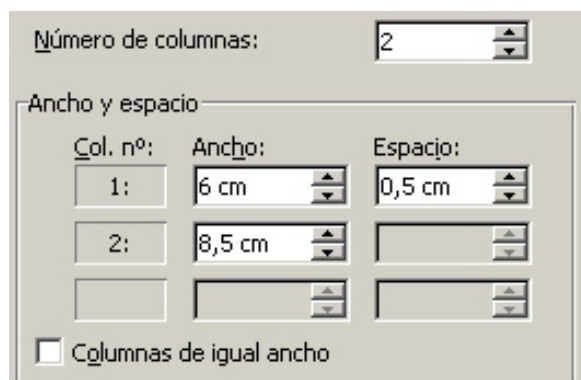 Número de columnas: 2
Ancho y espacio
Col. nº: Ancho: Espacio:
1: 6 cm 0,5 cm
2: 8,5 cm
Columnas de igual ancho